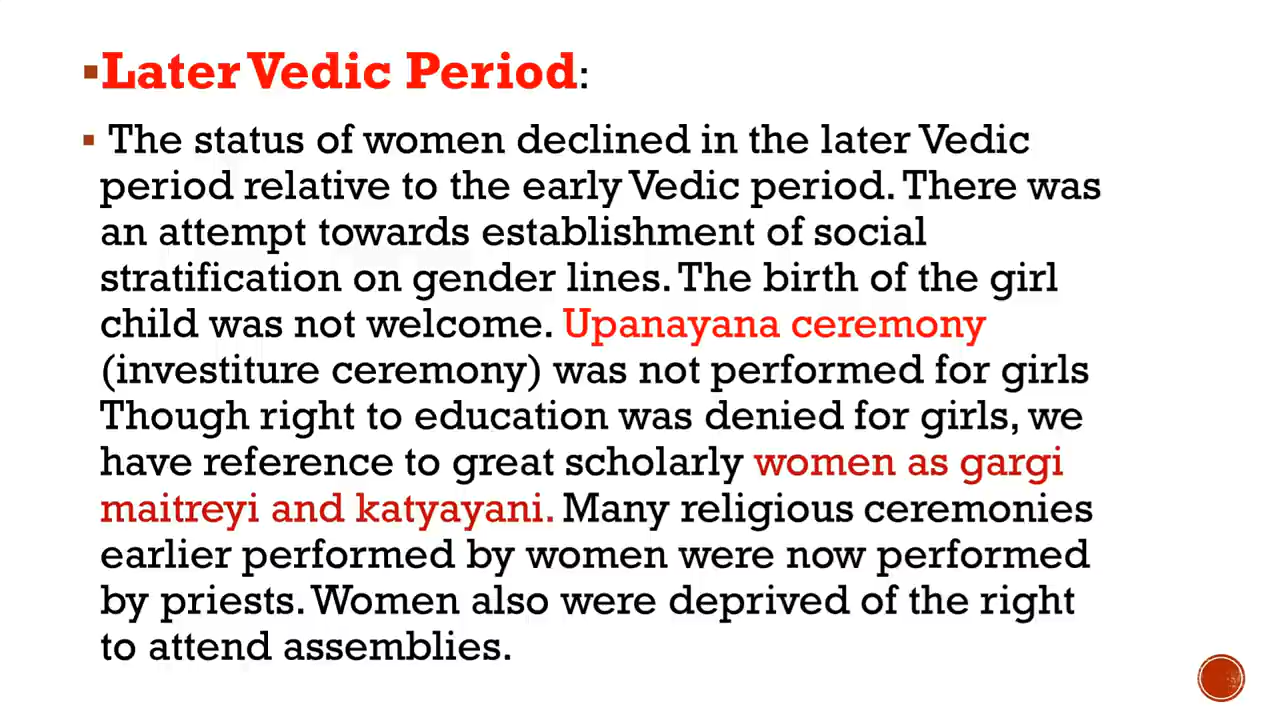 ▪Later Vedic Period:
▪ The status of women declined in the later Vedic
period relative to the early Vedic period. There was
an attempt towards establishment of social
stratification on gender lines. The birth of the girl
child was not welcome. Upanayana ceremony
(investiture ceremony) was not performed for girls
Though right to education was denied for girls, we
have reference to great scholarly women as gargi
maitreyi and katyayani. Many religious ceremonies
earlier performed by women were now performed
by priests. Women also were deprived of the right
to attend assemblies.